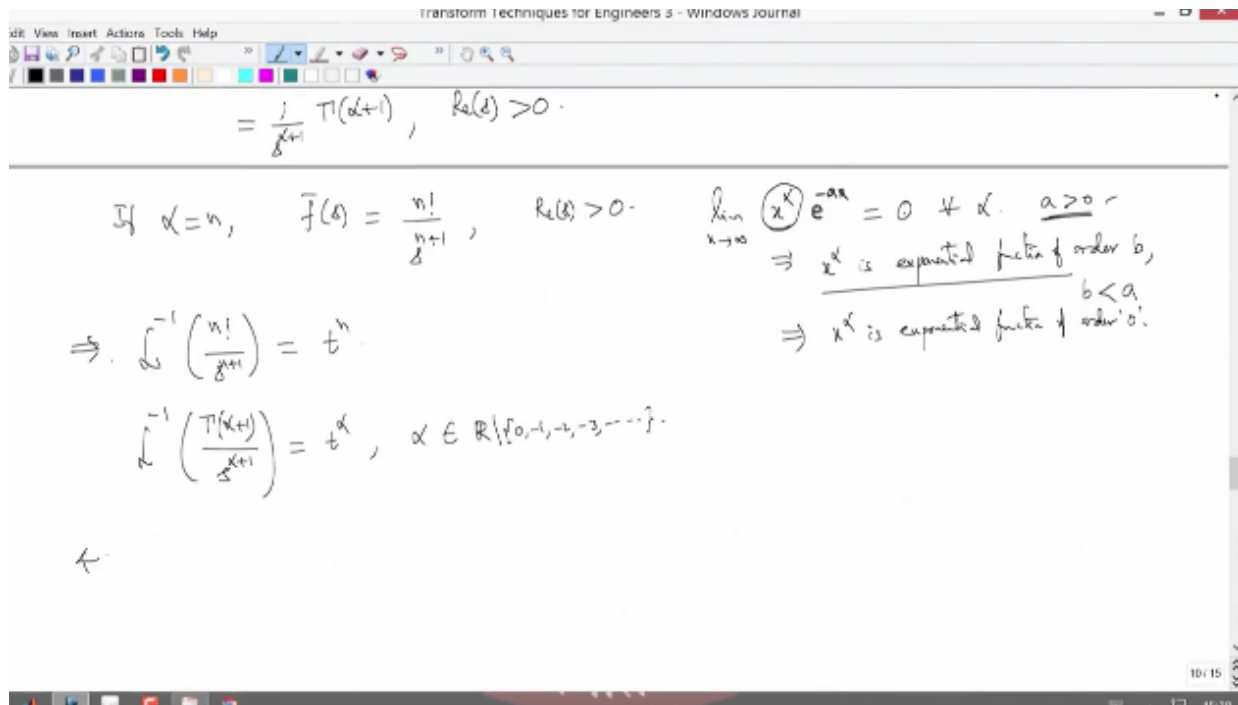 Transform Techniques for Engineers 3 - Windows Journal
View Insert Actions Tools Help
= 1/s^{α+1} Γ(α+1), Re(s) > 0.
If α = n, f̄(s) = n!/s^{n+1}, Re(s) > 0.
lim_{x→∞} x^α e^{-ax} = 0 ∀ α. a > 0
⇒ x^α is exponential function of order b,
b < a
⇒ x^α is exponential function of order '0'.
⇒. L^{-1}(n!/s^{n+1}) = t^n.
L^{-1}(Γ(α+1)/s^{α+1}) = t^α, α ∈ ℝ\{0,-1,-2,-3,-----}.
10 / 15